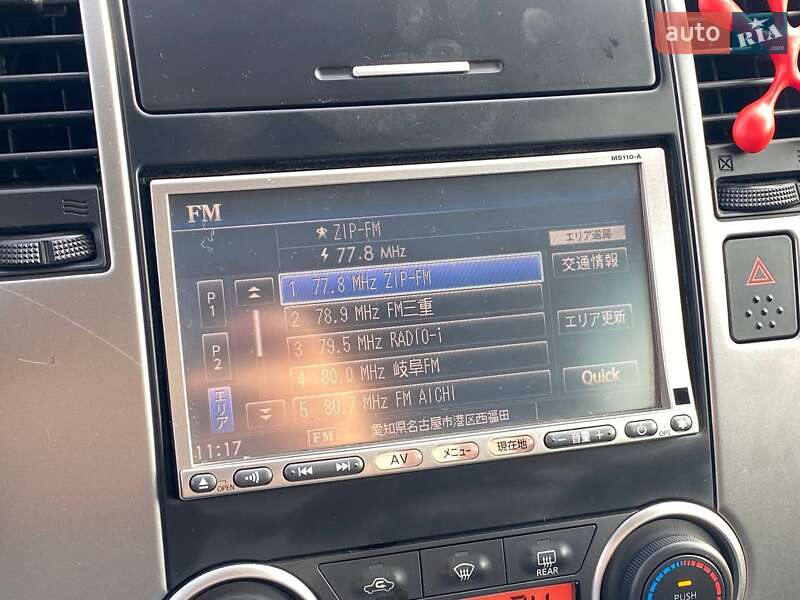 auto RIA .com
MS110-A
FM
ZIP-FM
エリア選局
77.8 MHz
交通情報
P1
1 77.8 MHz ZIP-FM
2 78.9 MHz FM三重
エリア更新
P2
3 79.5 MHz RADIO-i
4 80.0 MHz 岐阜FM
Quick
エリア
5 80.7 MHz FM AICHI
FM 愛知県名古屋市港区西福田
11:17
OPEN
AV
メニュー
現在地
− 音量 +
OPT
REAR
PUSH